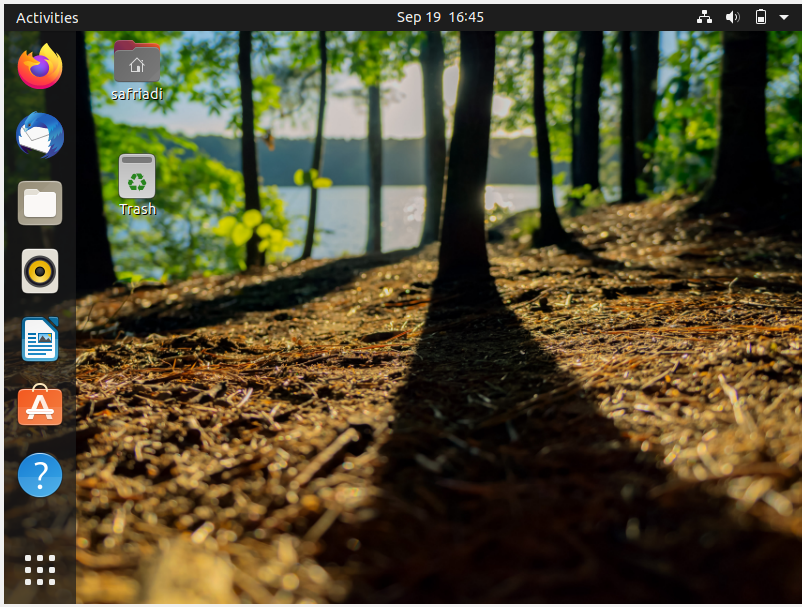 Activities
Sep 19 16:45
safriadi
Trash
?